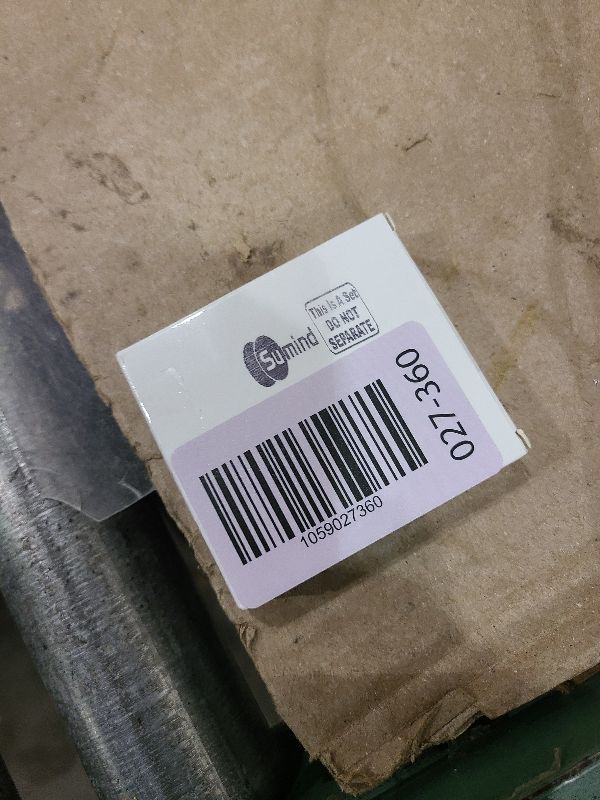 Sumind
This Is A Set
DO NOT
SEPARATE
1059027360
027-360